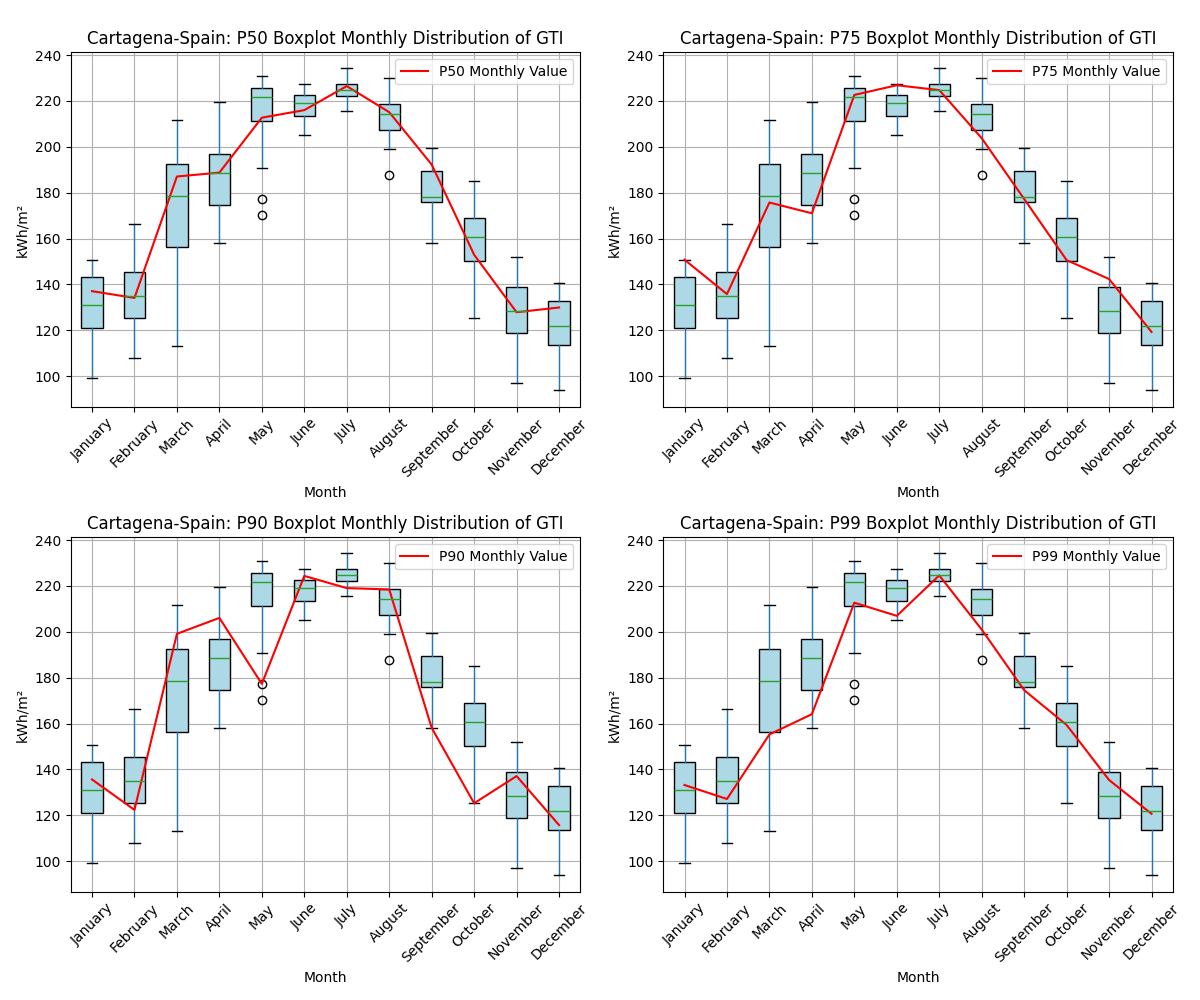 Cartagena-Spain: P50 Boxplot Monthly Distribution of GTI
P50 Monthly Value
240
220
200
180
160
140
120
100
kWh/m²
January
February
March
April
May
June
July
August
September
October
November
December
Month
Cartagena-Spain: P75 Boxplot Monthly Distribution of GTI
P75 Monthly Value
240
220
200
180
160
140
120
100
kWh/m²
January
February
March
April
May
June
July
August
September
October
November
December
Month
Cartagena-Spain: P90 Boxplot Monthly Distribution of GTI
P90 Monthly Value
240
220
200
180
160
140
120
100
kWh/m²
January
February
March
April
May
June
July
August
September
October
November
December
Month
Cartagena-Spain: P99 Boxplot Monthly Distribution of GTI
P99 Monthly Value
240
220
200
180
160
140
120
100
kWh/m²
January
February
March
April
May
June
July
August
September
October
November
December
Month